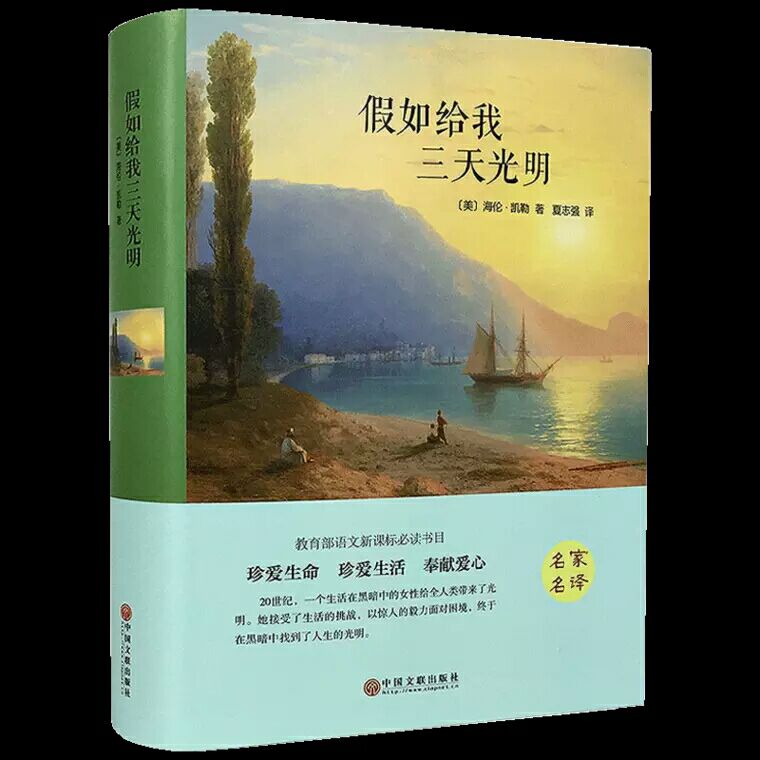 假如给我三天光明
〔美〕海伦·凯勒 著
假如给我
三天光明
〔美〕海伦·凯勒 著 夏志强 译
教育部语文新课标必读书目
珍爱生命 珍爱生活 奉献爱心
20世纪，一个生活在黑暗中的女性给全人类带来了光
明。她接受了生活的挑战，以惊人的毅力面对困境，终于
在黑暗中找到了人生的光明。
名家
名译
中国文联出版社
http://www.clapnet.cn
中国文联出版社